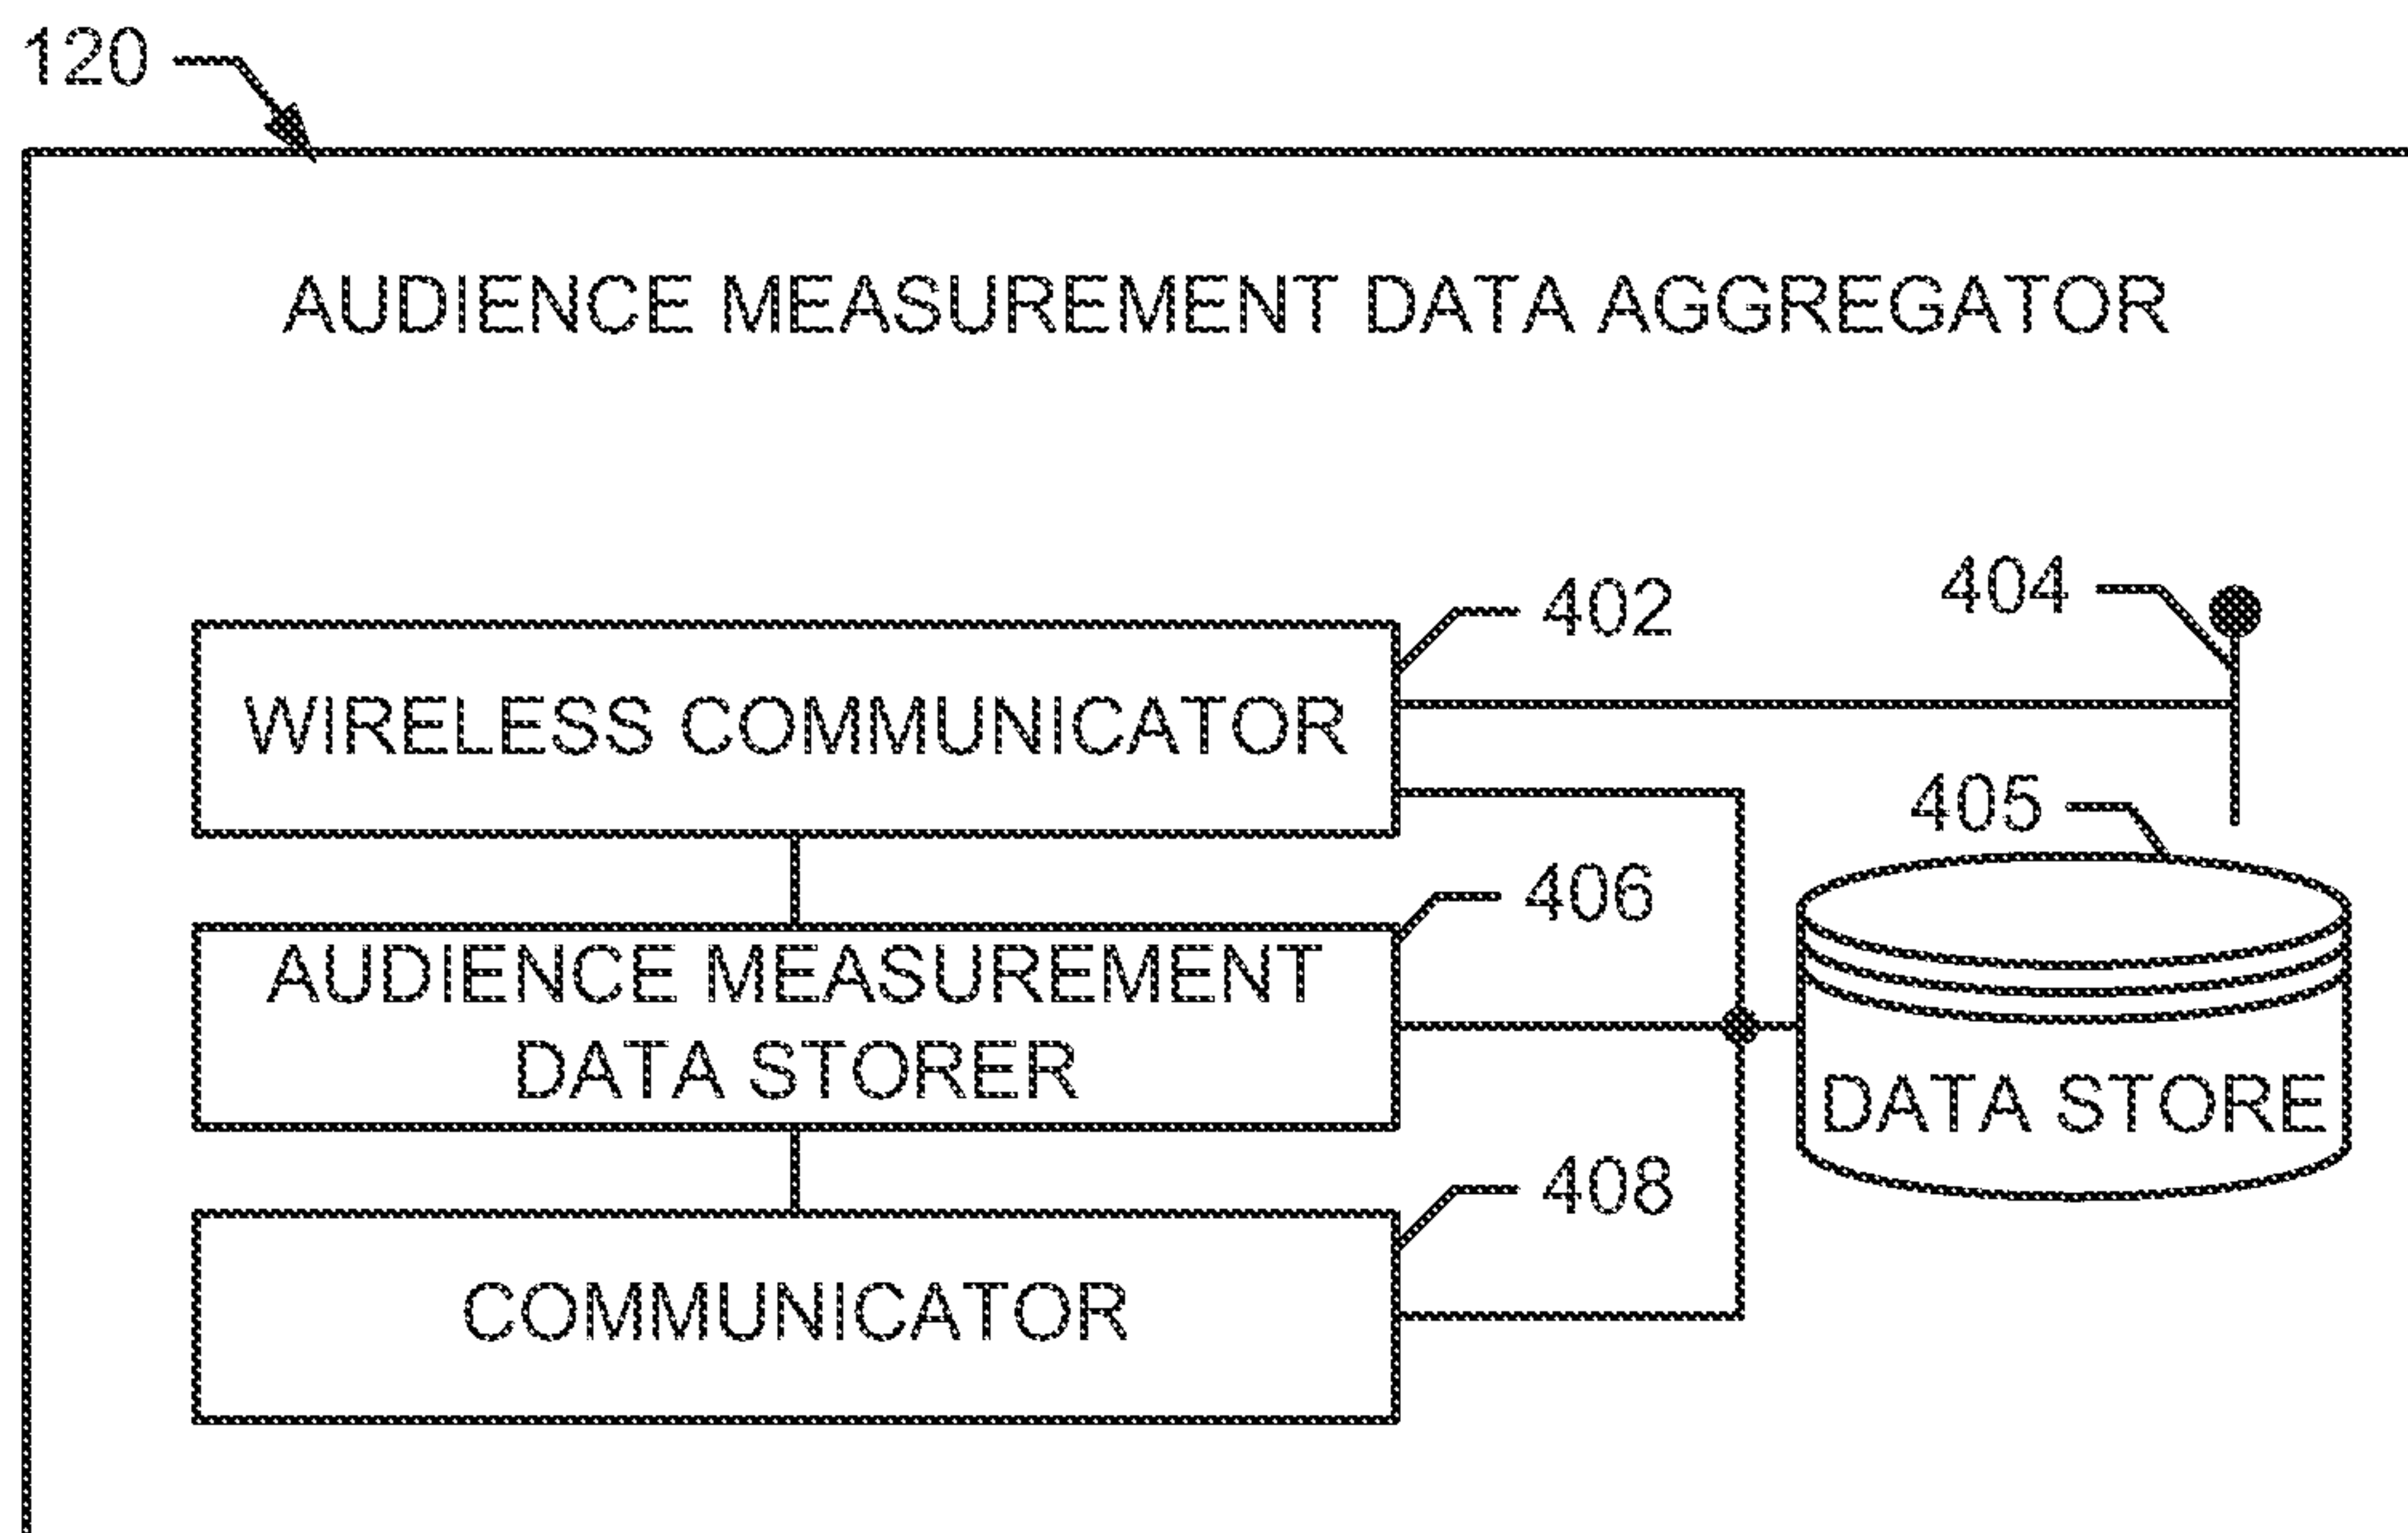 120
AUDIENCE MEASUREMENT DATA AGGREGATOR
402
404
WIRELESS COMMUNICATOR
405
406
AUDIENCE MEASUREMENT
DATA STORER
DATA STORE
408
COMMUNICATOR